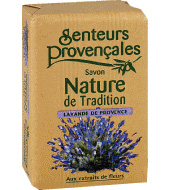 Senteurs
Provençales
Savon
Nature
de Tradition
LAVANDE DE PROVENCE
Aux extraits de fleurs